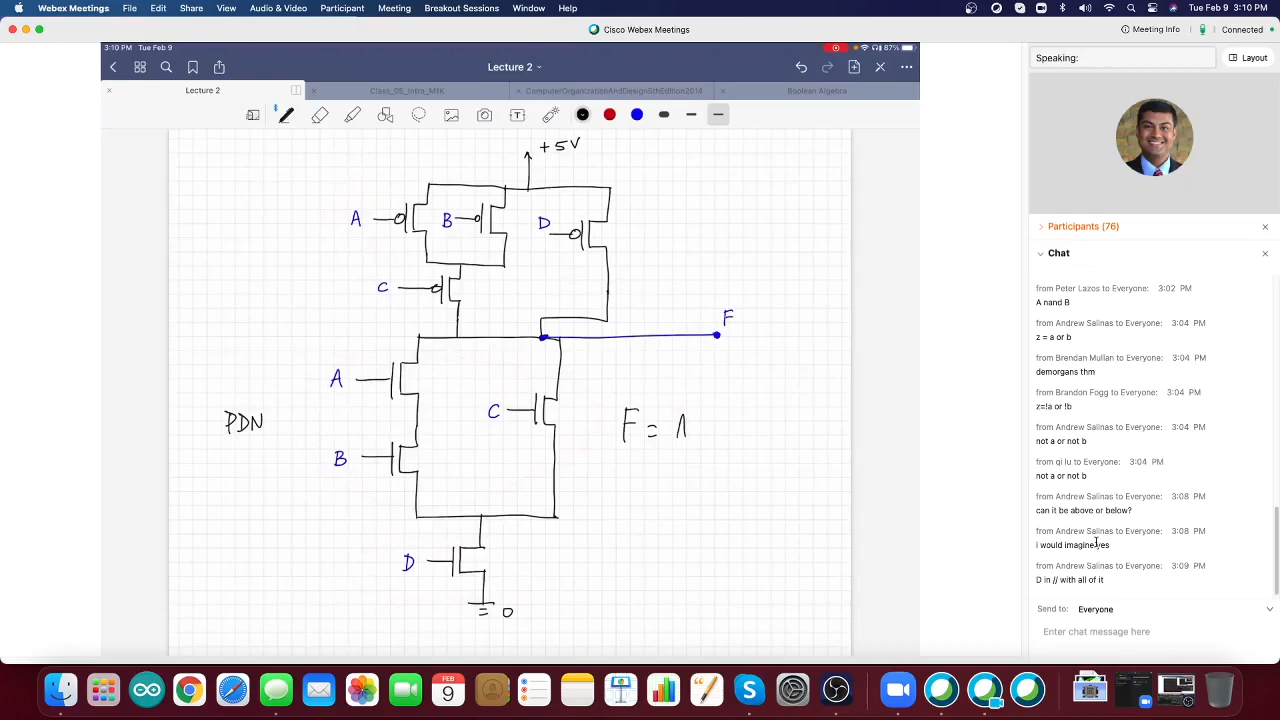 Webex Meetings File Edit Share View Audio & Video Participant Meeting Breakout Sessions Window Help Tue Feb 9 3:10 PM
Cisco Webex Meetings Meeting Info Connected
3:10 PM Tue Feb 9 87%
Lecture 2
Lecture 2 Class_05_Intra_M1K ComputerOrganizationAndDesign5thEdition2014 Boolean Algebra
+5V
A B D
C
F
A
C
PDN
F = 1
B
D
0
Speaking: Layout
Participants (76)
Chat
from Peter Lazos to Everyone: 3:02 PM
A nand B
from Andrew Salinas to Everyone: 3:04 PM
z = a or b
from Brendan Mullan to Everyone: 3:04 PM
demorgans thm
from Brandon Fogg to Everyone: 3:04 PM
z=!a or !b
from Andrew Salinas to Everyone: 3:04 PM
not a or not b
from qi lu to Everyone: 3:04 PM
not a or not b
from Andrew Salinas to Everyone: 3:08 PM
can it be above or below?
from Andrew Salinas to Everyone: 3:08 PM
i would imagine yes
from Andrew Salinas to Everyone: 3:09 PM
D in // with all of it
Send to: Everyone
Enter chat message here
FEB
9